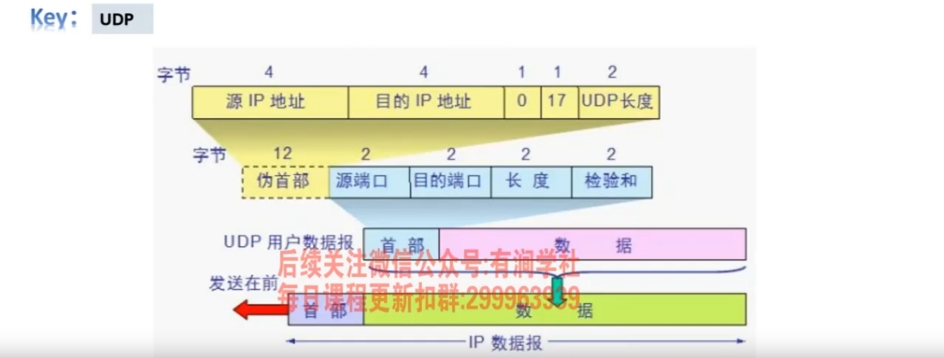 Key： UDP
字节 4 4 1 1 2
源 IP 地址 目的 IP 地址 0 17 UDP长度
字节 12 2 2 2 2
伪首部 源端口 目的端口 长 度 检验和
UDP 用户数据报 首 部 数 据
后续关注微信公众号:有润学社
发送在前
每日课程更新扣群:299963939
首 部 数 据
IP 数据报